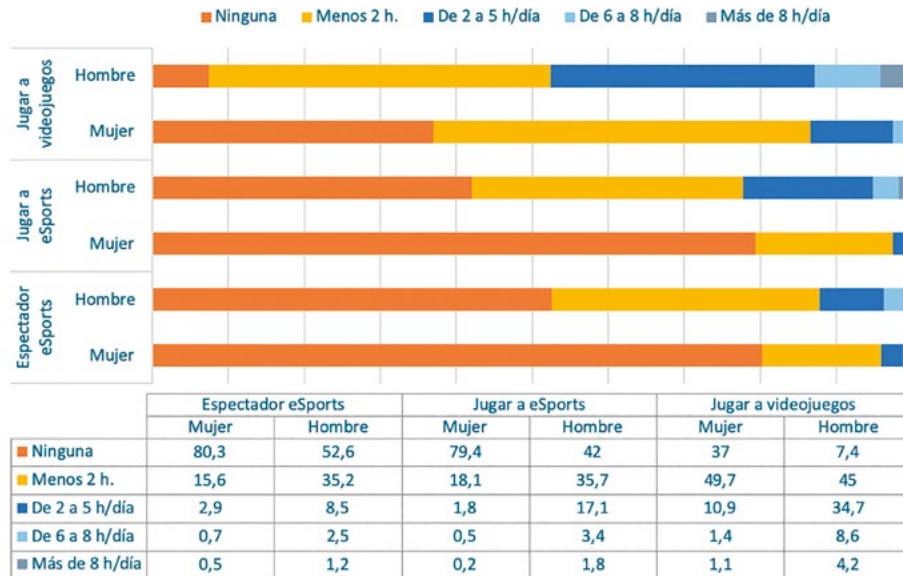 Ninguna Menos 2 h. De 2 a 5 h/día De 6 a 8 h/día Más de 8 h/día
Jugar a
videojuegos
Hombre
Mujer
Jugar a
eSports
Hombre
Mujer
Espectador
eSports
Hombre
Mujer
Espectador eSports Jugar a eSports Jugar a videojuegos
Mujer Hombre Mujer Hombre Mujer Hombre
Ninguna 80,3 52,6 79,4 42 37 7,4
Menos 2 h. 15,6 35,2 18,1 35,7 49,7 45
De 2 a 5 h/día 2,9 8,5 1,8 17,1 10,9 34,7
De 6 a 8 h/día 0,7 2,5 0,5 3,4 1,4 8,6
Más de 8 h/día 0,5 1,2 0,2 1,8 1,1 4,2